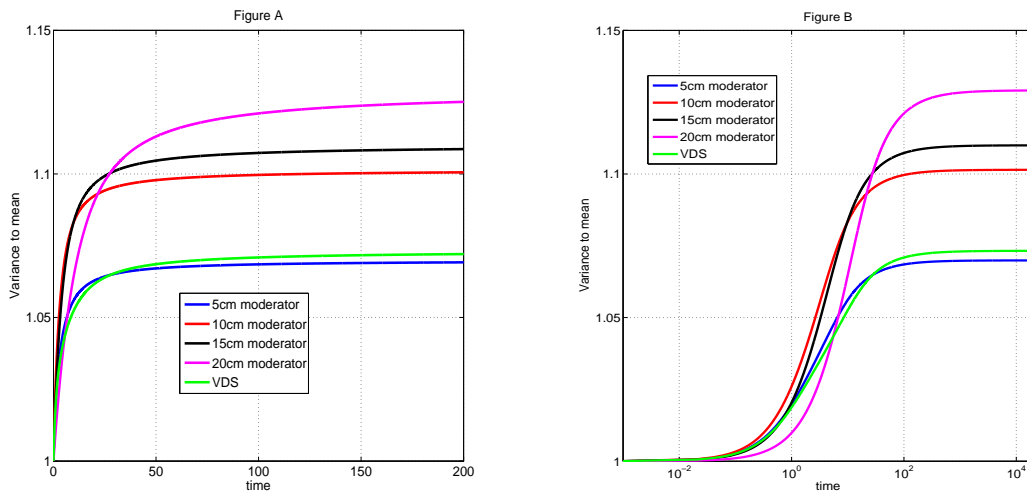 Figure A
Variance to mean
1.15
1.1
1.05
1
0
50
100
150
200
time
5cm moderator
10cm moderator
15cm moderator
20cm moderator
VDS
Figure B
Variance to mean
1.15
1.1
1.05
1
10⁻²
10⁰
10²
10⁴
time
5cm moderator
10cm moderator
15cm moderator
20cm moderator
VDS